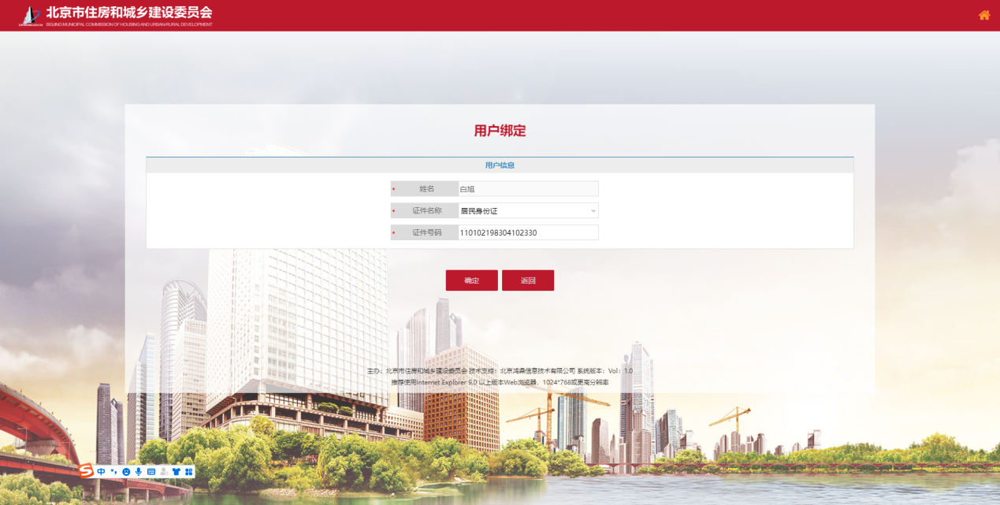 北京市住房和城乡建设委员会
BEIJING MUNICIPAL COMMISSION OF HOUSING AND URBAN-RURAL DEVELOPMENT
用户绑定
用户信息
* 姓名 白旭
* 证件名称 居民身份证
* 证件号码 110102198304102330
确定 返回
主办：北京市住房和城乡建设委员会 技术支持：北京鸿鼎信息技术有限公司 系统版本：Vol：1.0
推荐使用Internet Explorer 9.0 以上版本Web浏览器，1024*768或更高分辨率
中